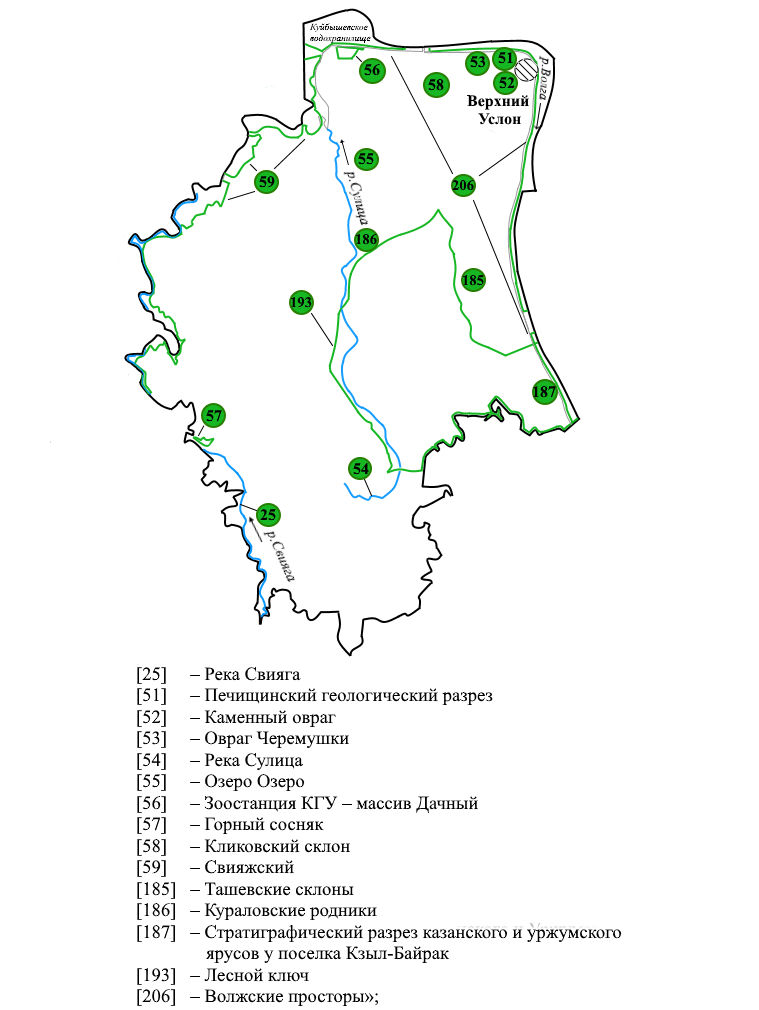 Куйбышевское
водохранилище
56
53
51
52
58
р.Волга
Верхний
Услон
55
р.Сулица
59
206
186
185
193
187
57
54
25
р.Свияга
[25] – Река Свияга
[51] – Печищинский геологический разрез
[52] – Каменный овраг
[53] – Овраг Черемушки
[54] – Река Сулица
[55] – Озеро Озеро
[56] – Зоостанция КГУ – массив Дачный
[57] – Горный сосняк
[58] – Кликовский склон
[59] – Свияжский
[185] – Ташевские склоны
[186] – Кураловские родники
[187] – Стратиграфический разрез казанского и уржумского
ярусов у поселка Кзыл-Байрак
[193] – Лесной ключ
[206] – Волжские просторы»;